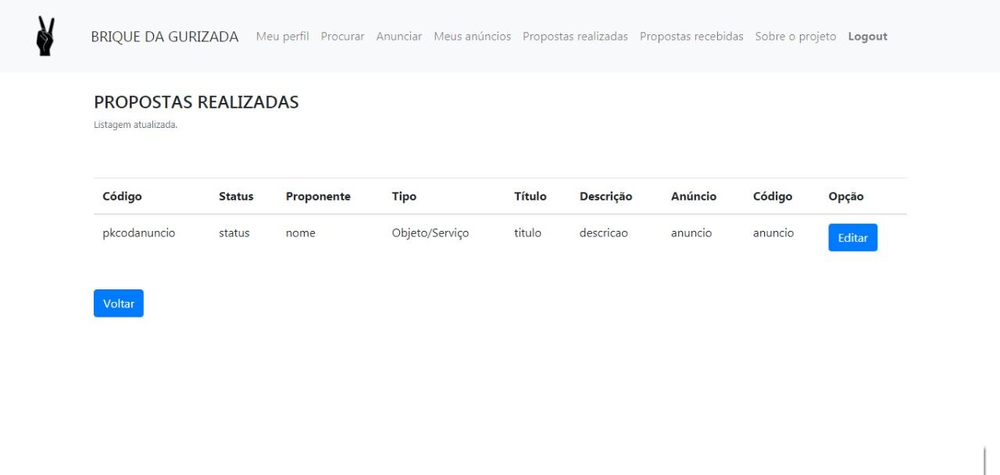 BRIQUE DA GURIZADA Meu perfil Procurar Anunciar Meus anúncios Propostas realizadas Propostas recebidas Sobre o projeto Logout
PROPOSTAS REALIZADAS
Listagem atualizada.
Código Status Proponente Tipo Título Descrição Anúncio Código Opção
pkcodanuncio status nome Objeto/Serviço titulo descricao anuncio anuncio Editar
Voltar